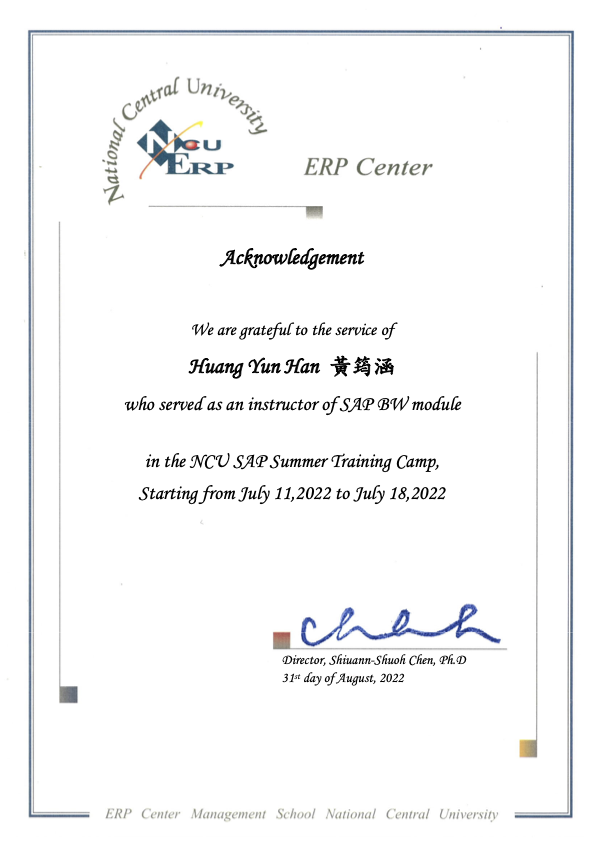 National Central University
NCU
ERP
ERP Center
Acknowledgement
We are grateful to the service of
Huang Yun Han 黃筠涵
who served as an instructor of SAP BW module
in the NCU SAP Summer Training Camp,
Starting from July 11,2022 to July 18,2022
Chen
Director, Shiuann-Shuoh Chen, Ph.D
31st day of August, 2022
ERP Center Management School National Central University